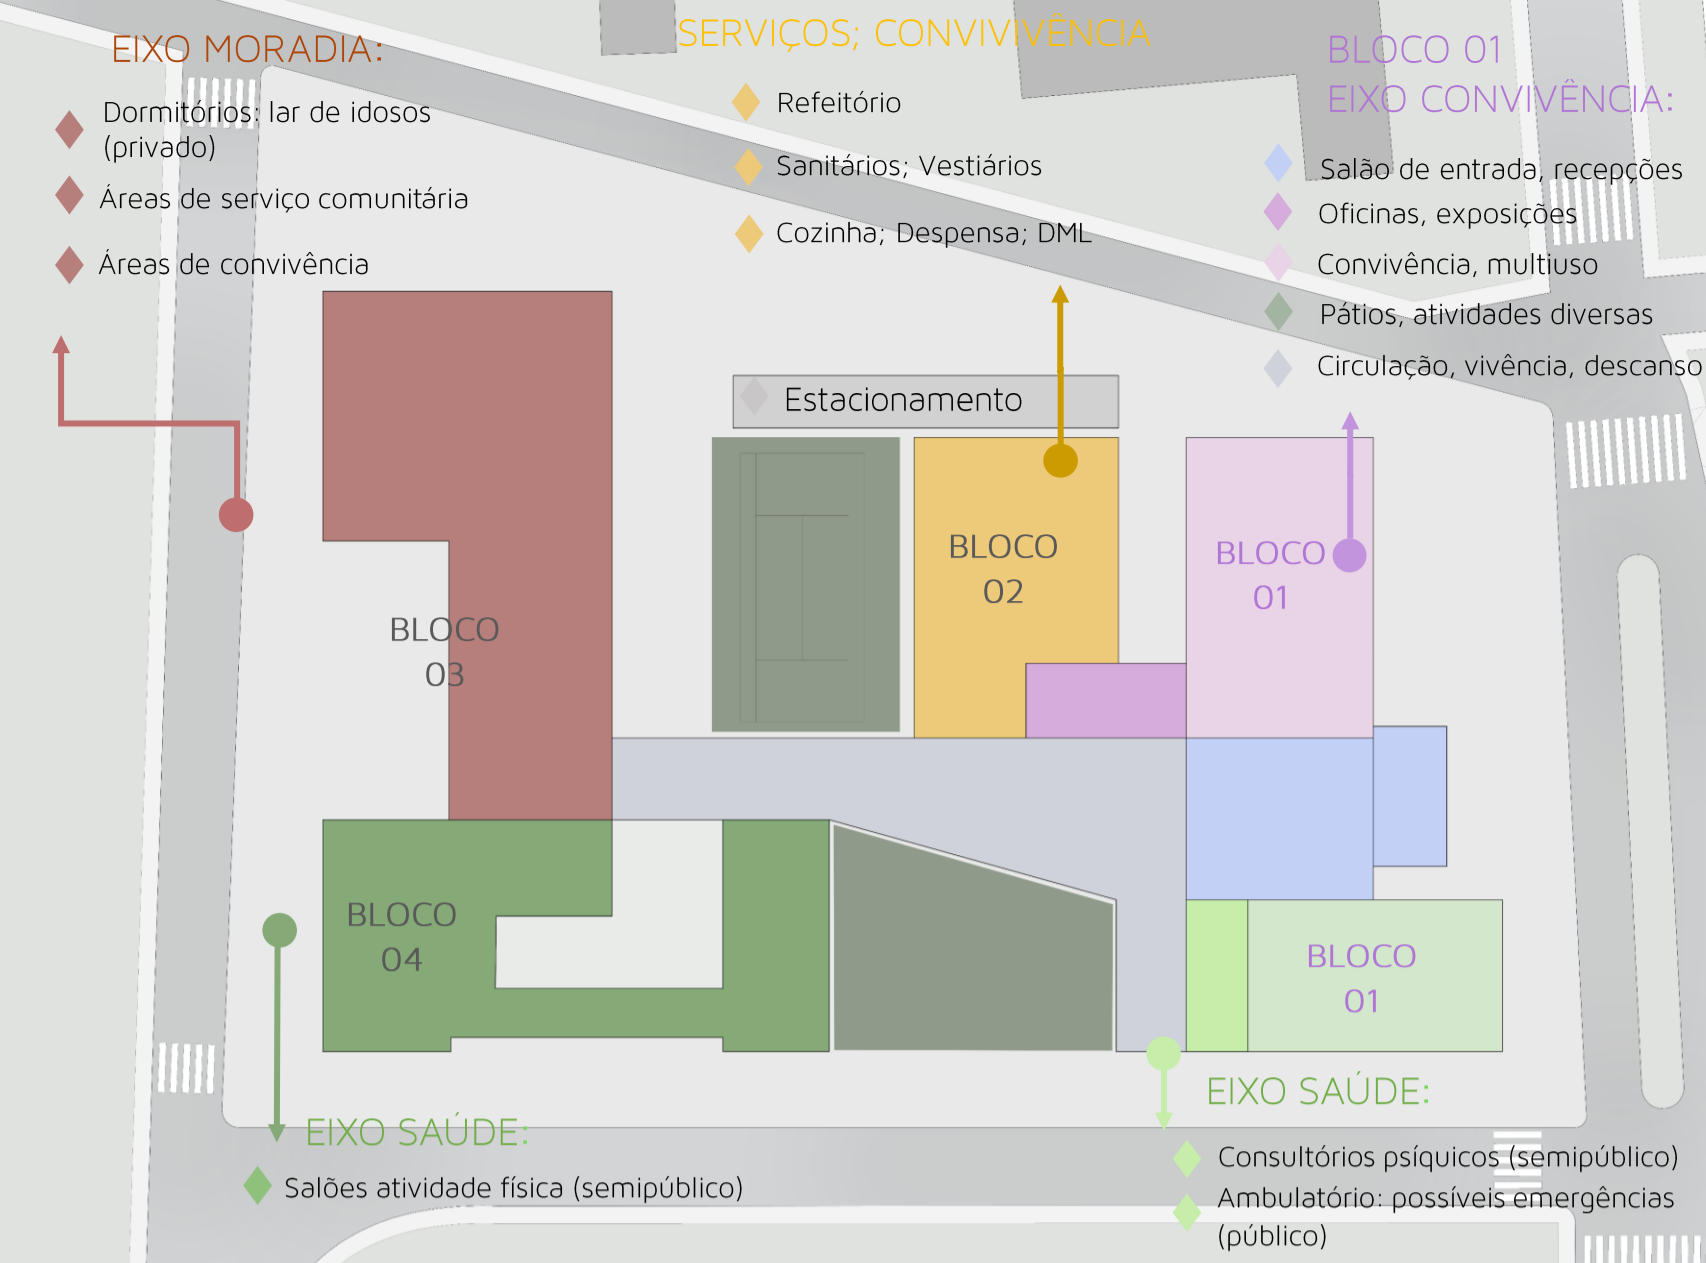 EIXO MORADIA:
Dormitórios: lar de idosos
(privado)
Áreas de serviço comunitária
Áreas de convivência
SERVIÇOS; CONVIVIVÊNCIA
Refeitório
Sanitários; Vestiários
Cozinha; Despensa; DML
BLOCO 01
EIXO CONVIVÊNCIA:
Salão de entrada, recepções
Oficinas, exposições
Convivência, multiuso
Pátios, atividades diversas
Circulação, vivência, descanso
Estacionamento
BLOCO
02
BLOCO
01
BLOCO
03
BLOCO
04
BLOCO
01
EIXO SAÚDE:
Salões atividade física (semipúblico)
EIXO SAÚDE:
Consultórios psíquicos (semipúblico)
Ambulatório: possíveis emergências
(público)